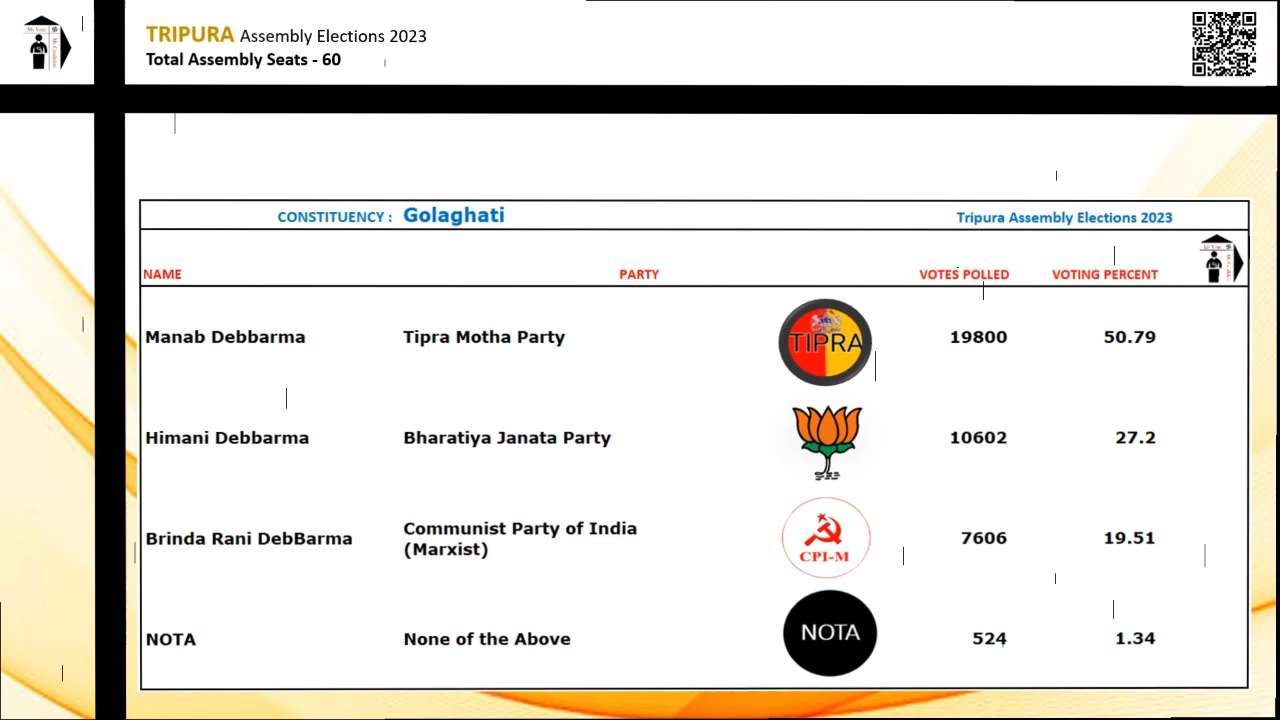 TRIPURA Assembly Elections 2023
Total Assembly Seats - 60
CONSTITUENCY : Golaghati Tripura Assembly Elections 2023
NAME PARTY VOTES POLLED VOTING PERCENT
Manab Debbarma Tipra Motha Party TIPRA 19800 50.79
Himani Debbarma Bharatiya Janata Party 10602 27.2
Brinda Rani DebBarma Communist Party of India (Marxist) CPI-M 7606 19.51
NOTA None of the Above NOTA 524 1.34